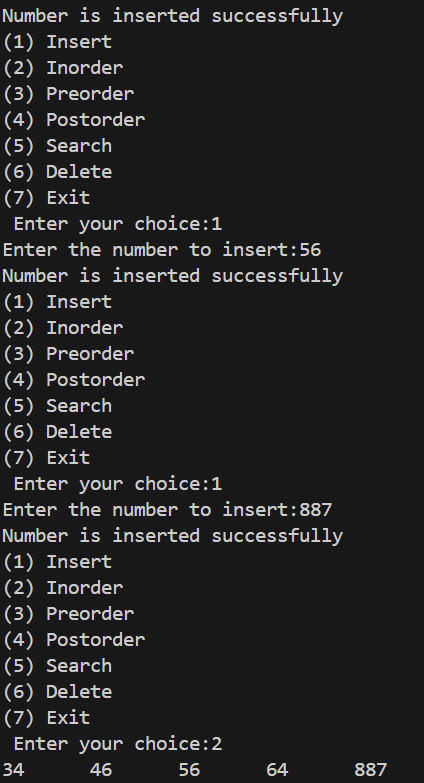 Number is inserted successfully
(1) Insert
(2) Inorder
(3) Preorder
(4) Postorder
(5) Search
(6) Delete
(7) Exit
 Enter your choice:1
Enter the number to insert:56
Number is inserted successfully
(1) Insert
(2) Inorder
(3) Preorder
(4) Postorder
(5) Search
(6) Delete
(7) Exit
 Enter your choice:1
Enter the number to insert:887
Number is inserted successfully
(1) Insert
(2) Inorder
(3) Preorder
(4) Postorder
(5) Search
(6) Delete
(7) Exit
 Enter your choice:2
34      46      56      64      887